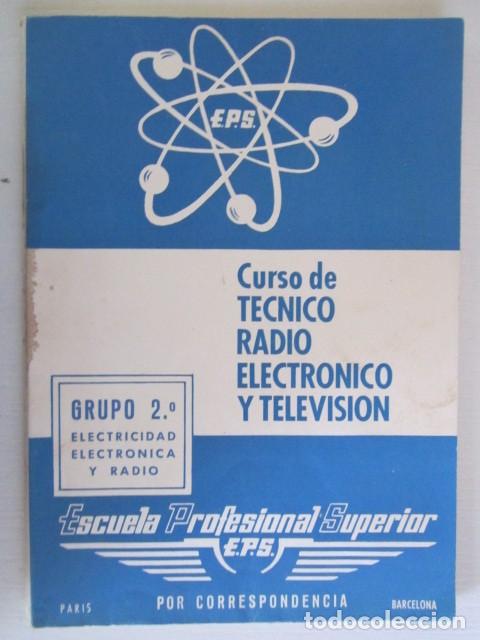 E.P.S.
Curso de
TECNICO
RADIO
ELECTRONICO
Y TELEVISION
GRUPO 2.º
ELECTRICIDAD
ELECTRONICA
Y RADIO
Escuela Profesional Superior
E.P.S.
PARIS POR CORRESPONDENCIA BARCELONA
todocoleccion.net